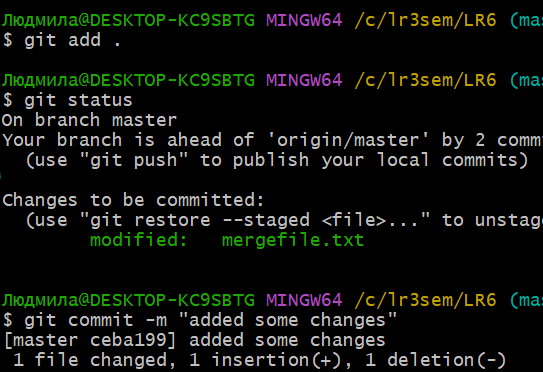 Людмила@DESKTOP-KC9SBTG MINGW64 /c/lr3sem/LR6 (mas
$ git add .
Людмила@DESKTOP-KC9SBTG MINGW64 /c/lr3sem/LR6 (mas
$ git status
On branch master
Your branch is ahead of 'origin/master' by 2 comm
(use "git push" to publish your local commits)
Changes to be committed:
(use "git restore --staged <file>..." to unstag
modified: mergefile.txt
Людмила@DESKTOP-KC9SBTG MINGW64 /c/lr3sem/LR6 (mas
$ git commit -m "added some changes"
[master ceba199] added some changes
1 file changed, 1 insertion(+), 1 deletion(-)